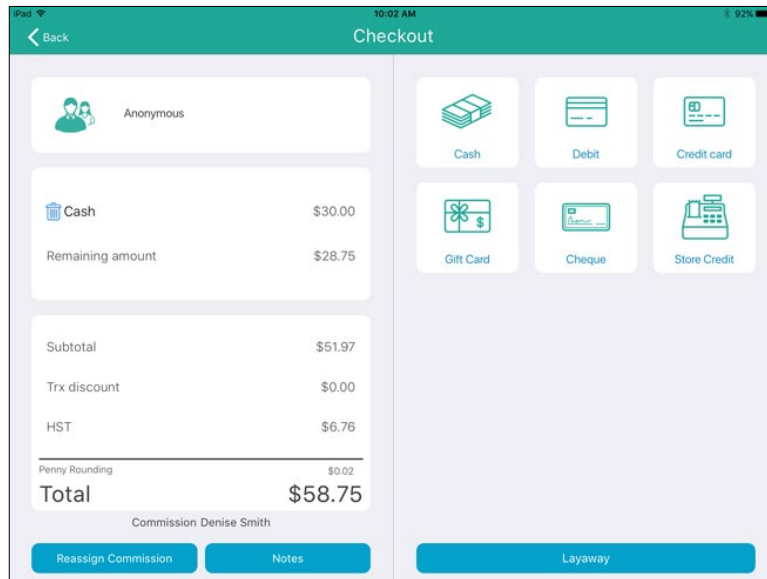 iPad 10:02 AM 92%
Back Checkout
Anonymous
Cash $30.00
Remaining amount $28.75
Subtotal $51.97
Trx discount $0.00
HST $6.76
Penny Rounding $0.02
Total $58.75
Commission Denise Smith
Reassign Commission Notes
Cash Debit Credit card
$
Gift Card Cheque Store Credit
Layaway